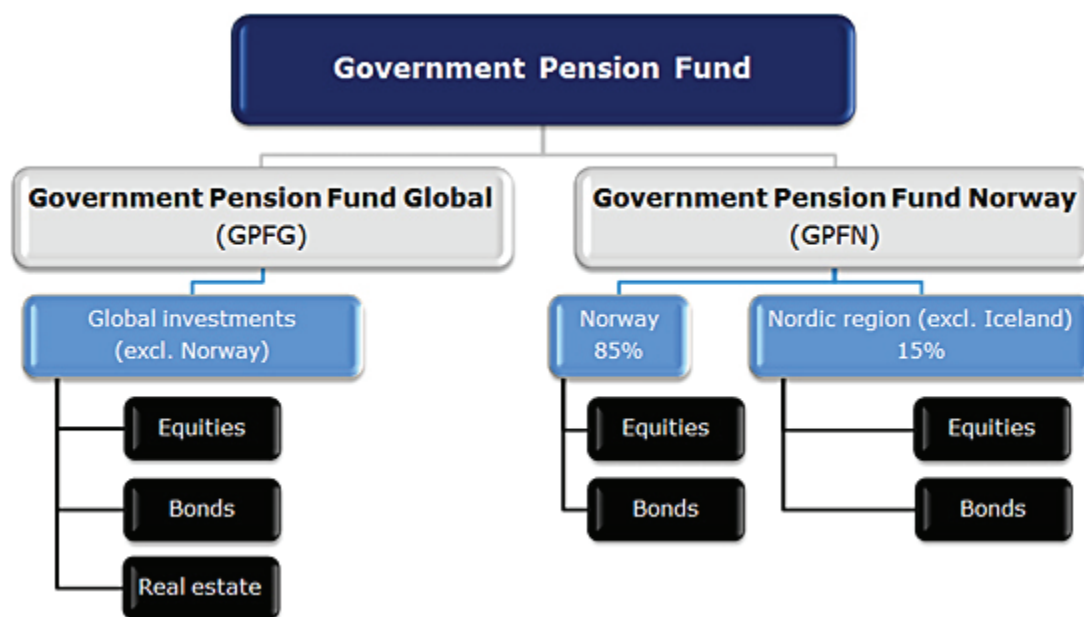 Government Pension Fund
Government Pension Fund Global
(GPFG)
Government Pension Fund Norway
(GPFN)
Global investments
(excl. Norway)
Norway
85%
Nordic region (excl. Iceland)
15%
Equities
Bonds
Real estate
Equities
Bonds
Equities
Bonds